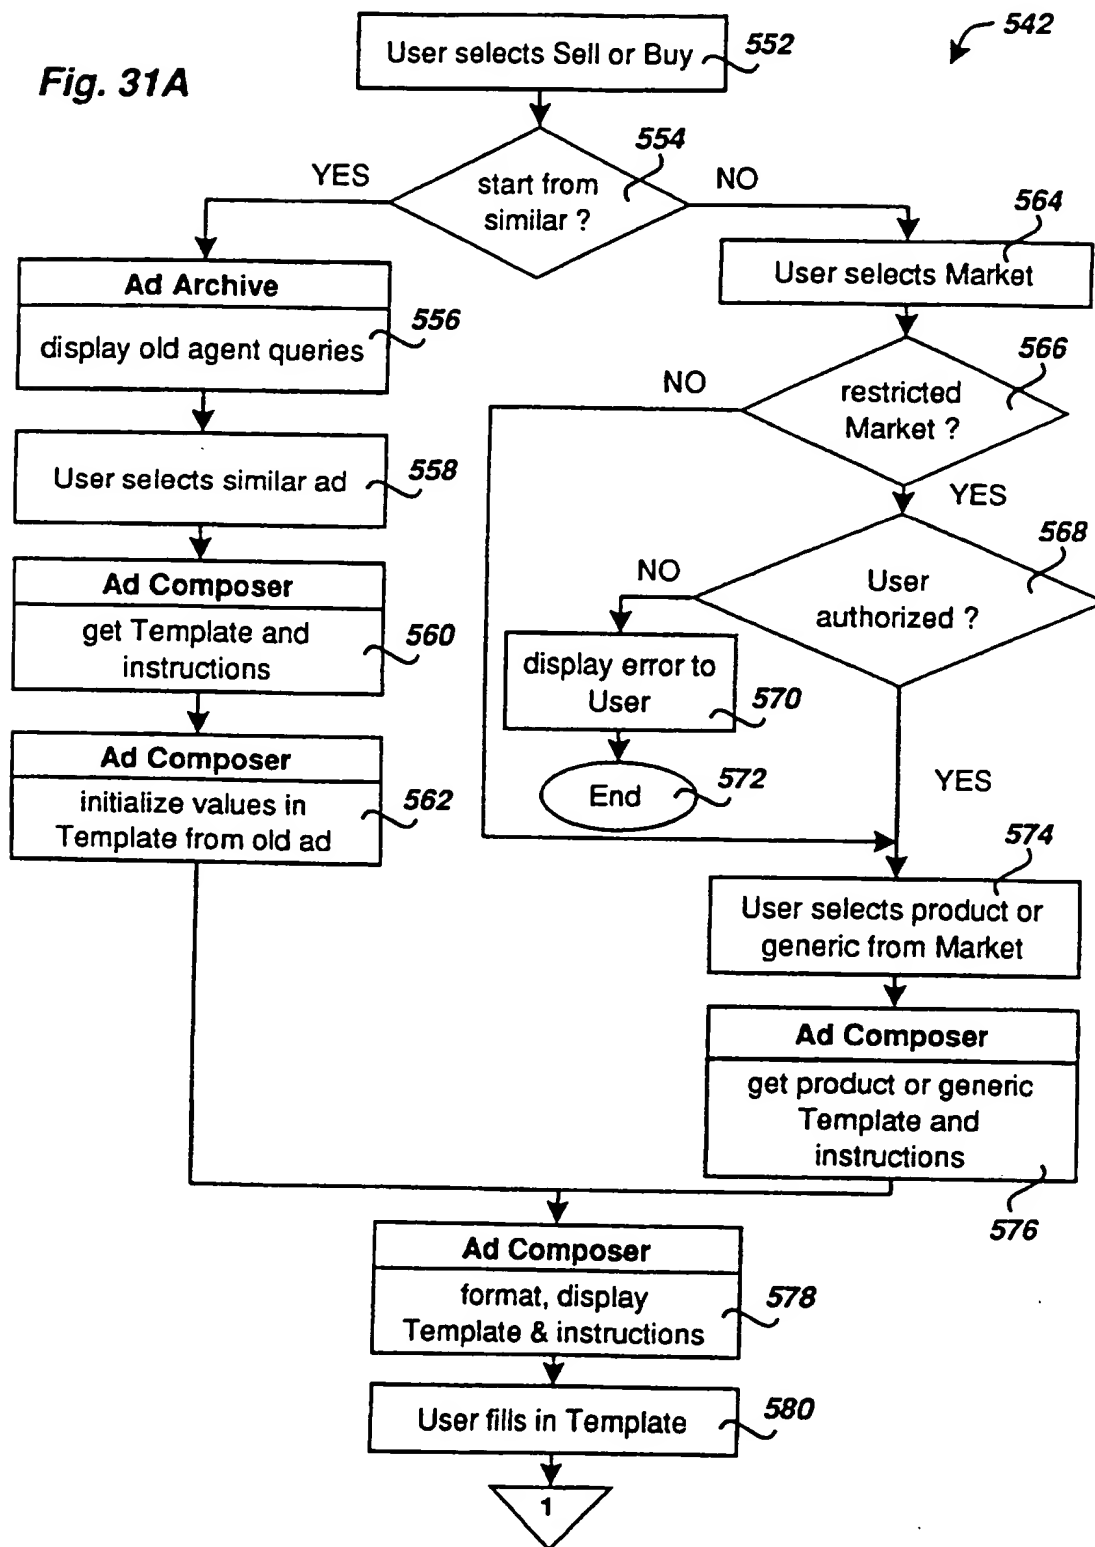 Fig. 31A
542
User selects Sell or Buy
552
554
start from
similar ?
YES
NO
Ad Archive
display old agent queries
556
User selects similar ad
558
Ad Composer
get Template and
instructions
560
Ad Composer
initialize values in
Template from old ad
562
564
User selects Market
566
restricted
Market ?
NO
YES
568
User
authorized ?
NO
YES
display error to
User
570
End
572
574
User selects product or
generic from Market
Ad Composer
get product or generic
Template and
instructions
576
Ad Composer
format, display
Template & instructions
578
User fills in Template
580
1